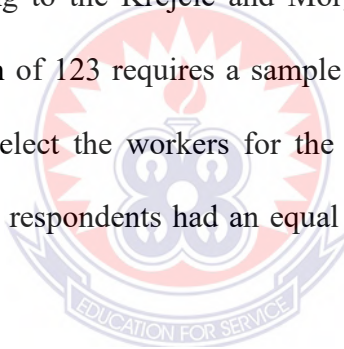 ng to the Krejcie and Mor
n of 123 requires a sample
elect the workers for the
respondents had an equal
EDUCATION FOR SERVICE